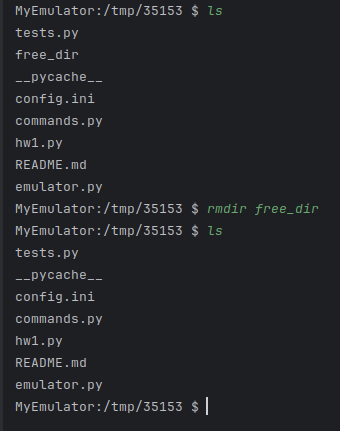 MyEmulator:/tmp/35153 $ ls
tests.py
free_dir
__pycache__
config.ini
commands.py
hw1.py
README.md
emulator.py
MyEmulator:/tmp/35153 $ rmdir free_dir
MyEmulator:/tmp/35153 $ ls
tests.py
__pycache__
config.ini
commands.py
hw1.py
README.md
emulator.py
MyEmulator:/tmp/35153 $